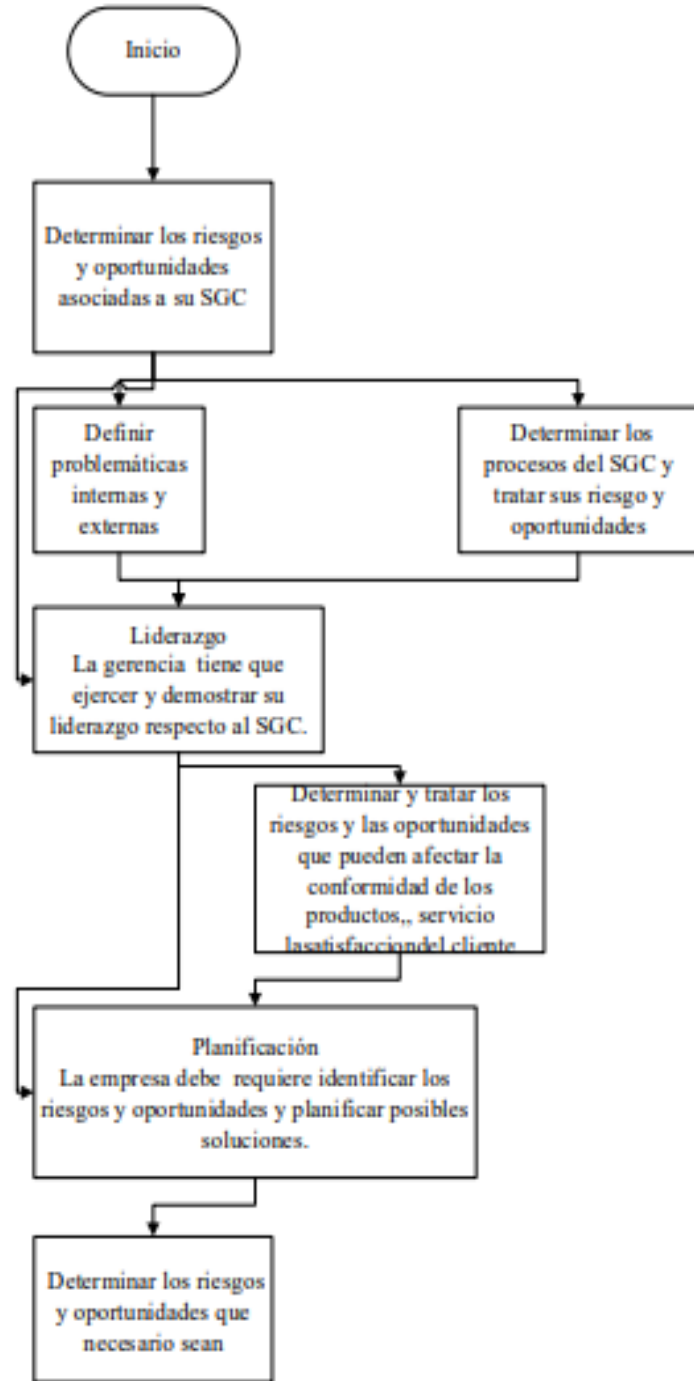 Inicio
Determinar los riesgos
y oportunidades
asociadas a su SGC
Definir
problemáticas
internas y
externas
Determinar los
procesos del SGC y
tratar sus riesgo y
oportunidades
Liderazgo
La gerencia tiene que
ejercer y demostrar su
liderazgo respecto al SGC.
Determinar y tratar los
riesgos y las oportunidades
que pueden afectar la
conformidad de los
productos,, servicio
lasatisfacciondel cliente
Planificación
La empresa debe requiere identificar los
riesgos y oportunidades y planificar posibles
soluciones.
Determinar los riesgos
y oportunidades que
necesario sean